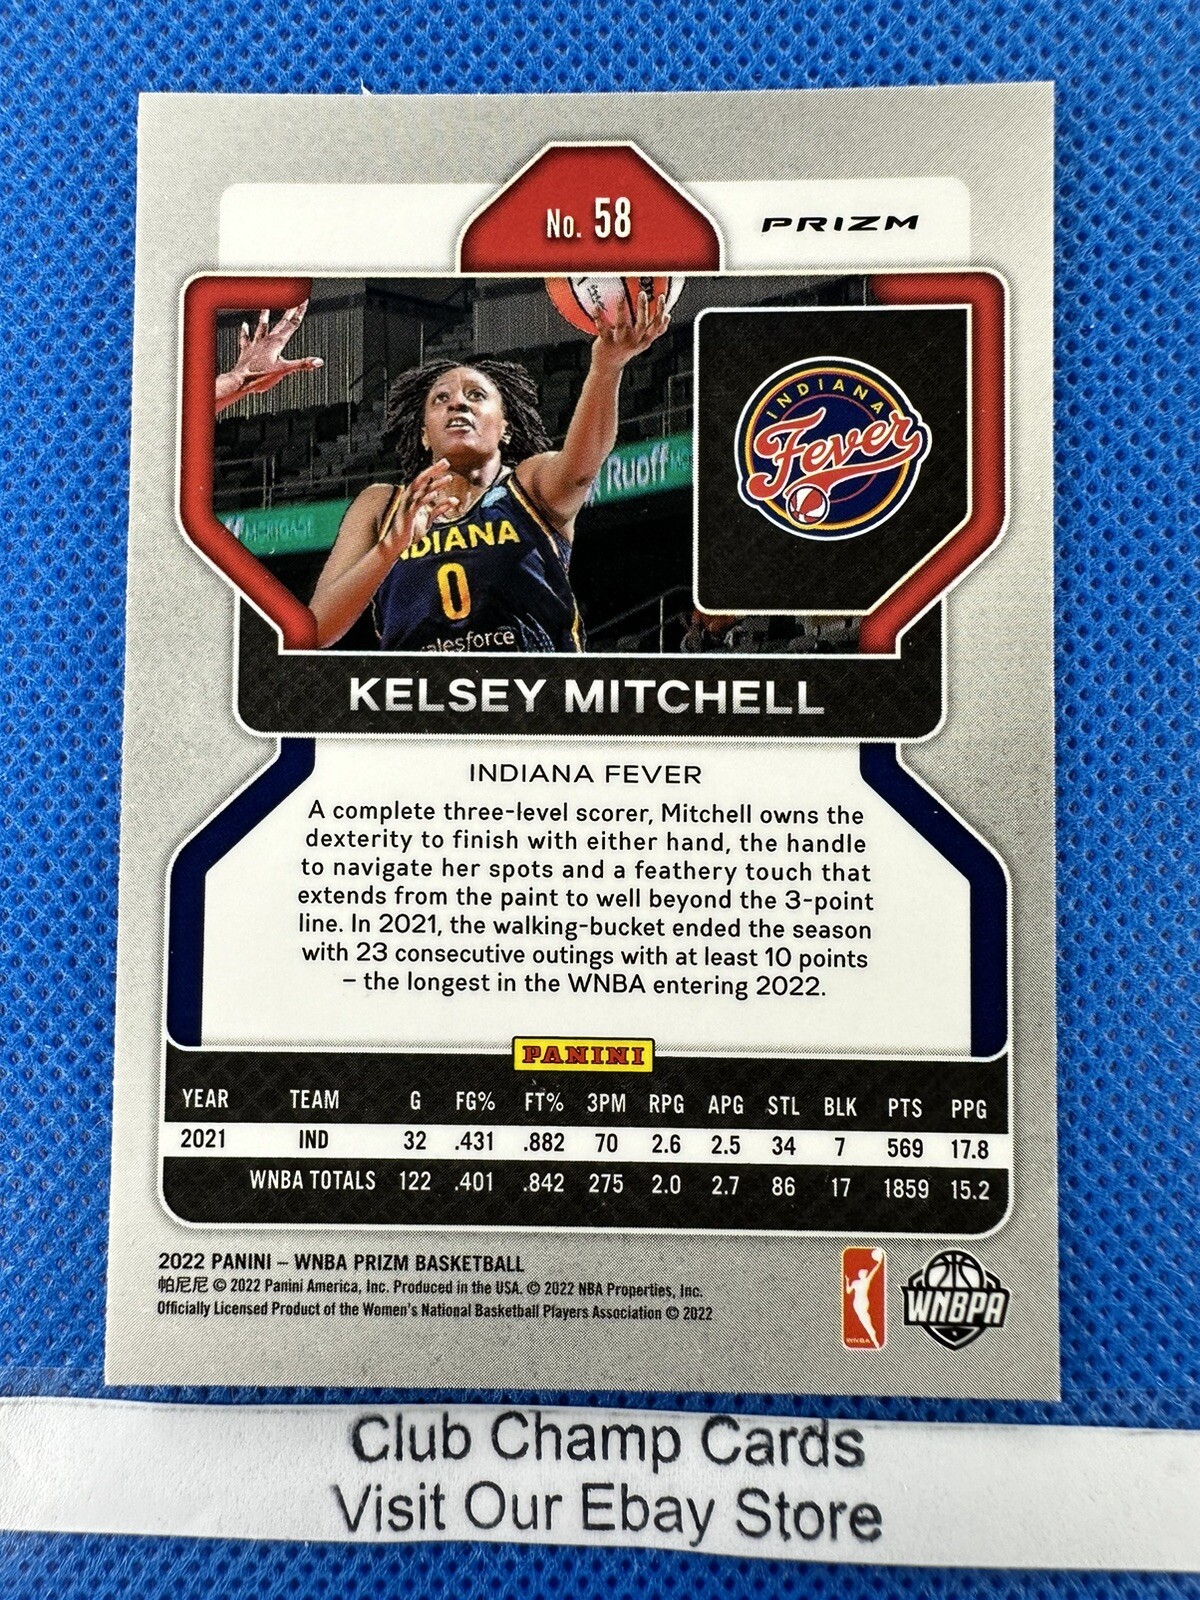 No. 58
PRIZM
INDIANA
Fever
Ruoff
INDIANA
0
salesforce
KELSEY MITCHELL
INDIANA FEVER
A complete three-level scorer, Mitchell owns the
dexterity to finish with either hand, the handle
to navigate her spots and a feathery touch that
extends from the paint to well beyond the 3-point
line. In 2021, the walking-bucket ended the season
with 23 consecutive outings with at least 10 points
– the longest in the WNBA entering 2022.
PANINI
YEAR TEAM G FG% FT% 3PM RPG APG STL BLK PTS PPG
2021 IND 32 .431 .882 70 2.6 2.5 34 7 569 17.8
WNBA TOTALS 122 .401 .842 275 2.0 2.7 86 17 1859 15.2
2022 PANINI – WNBA PRIZM BASKETBALL
帕尼尼 © 2022 Panini America, Inc. Produced in the USA. © 2022 NBA Properties, Inc.
Officially Licensed Product of the Women's National Basketball Players Association © 2022
WNBA
WNBPA
Club Champ Cards
Visit Our Ebay Store